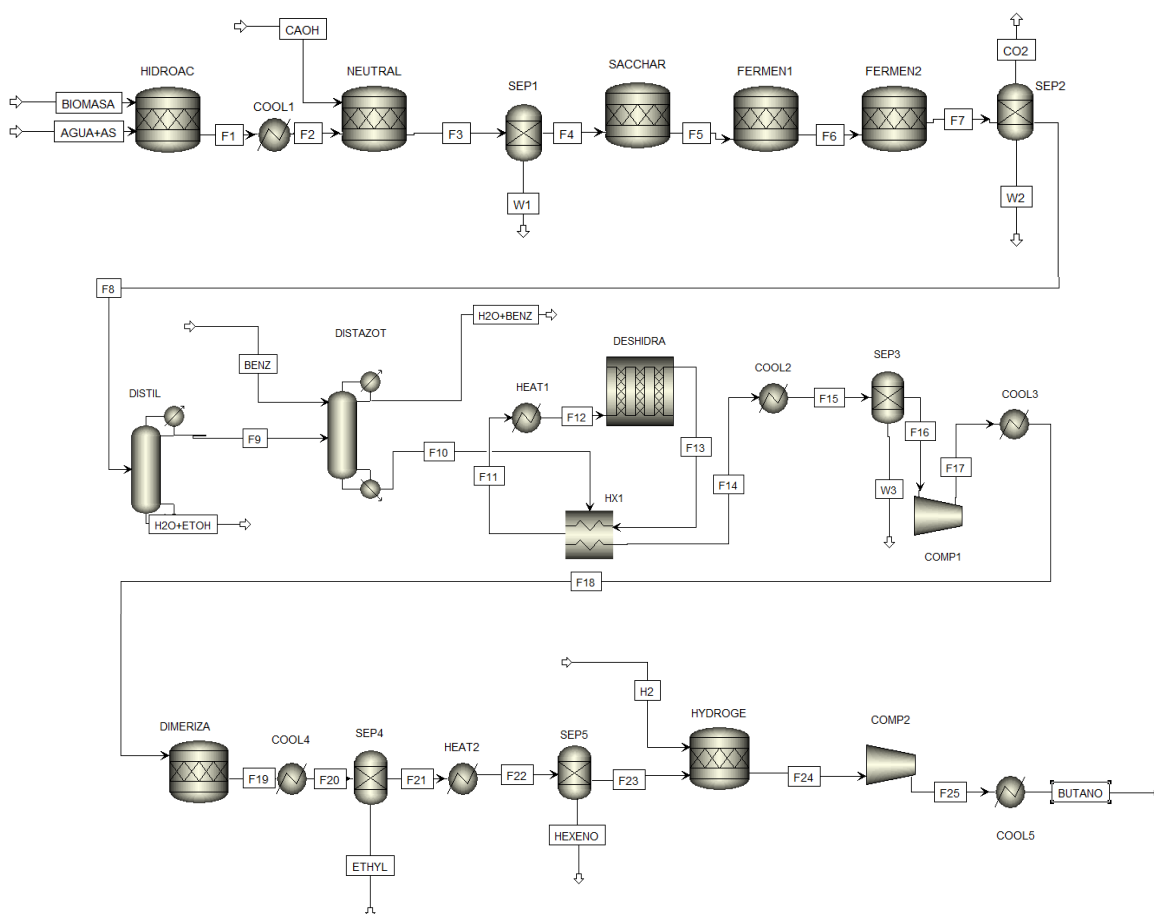 CO2
CAOH
HIDROAC
NEUTRAL
SEP1
SACCHAR
FERMEN1
FERMEN2
SEP2
BIOMASA
COOL1
AGUA+AS
F1
F2
F3
F4
F5
F6
F7
W1
W2
F8
H2O+BENZ
BENZ
DISTAZOT
DESHIDRA
SEP3
COOL2
COOL3
DISTIL
HEAT1
F12
F15
F9
F10
F13
F16
F11
F14
F17
W3
HX1
H2O+ETOH
COMP1
F18
H2
HYDROGE
DIMERIZA
COOL4
SEP4
HEAT2
SEP5
COMP2
F19
F20
F21
F22
F23
F24
F25
BUTANO
HEXENO
COOL5
ETHYL